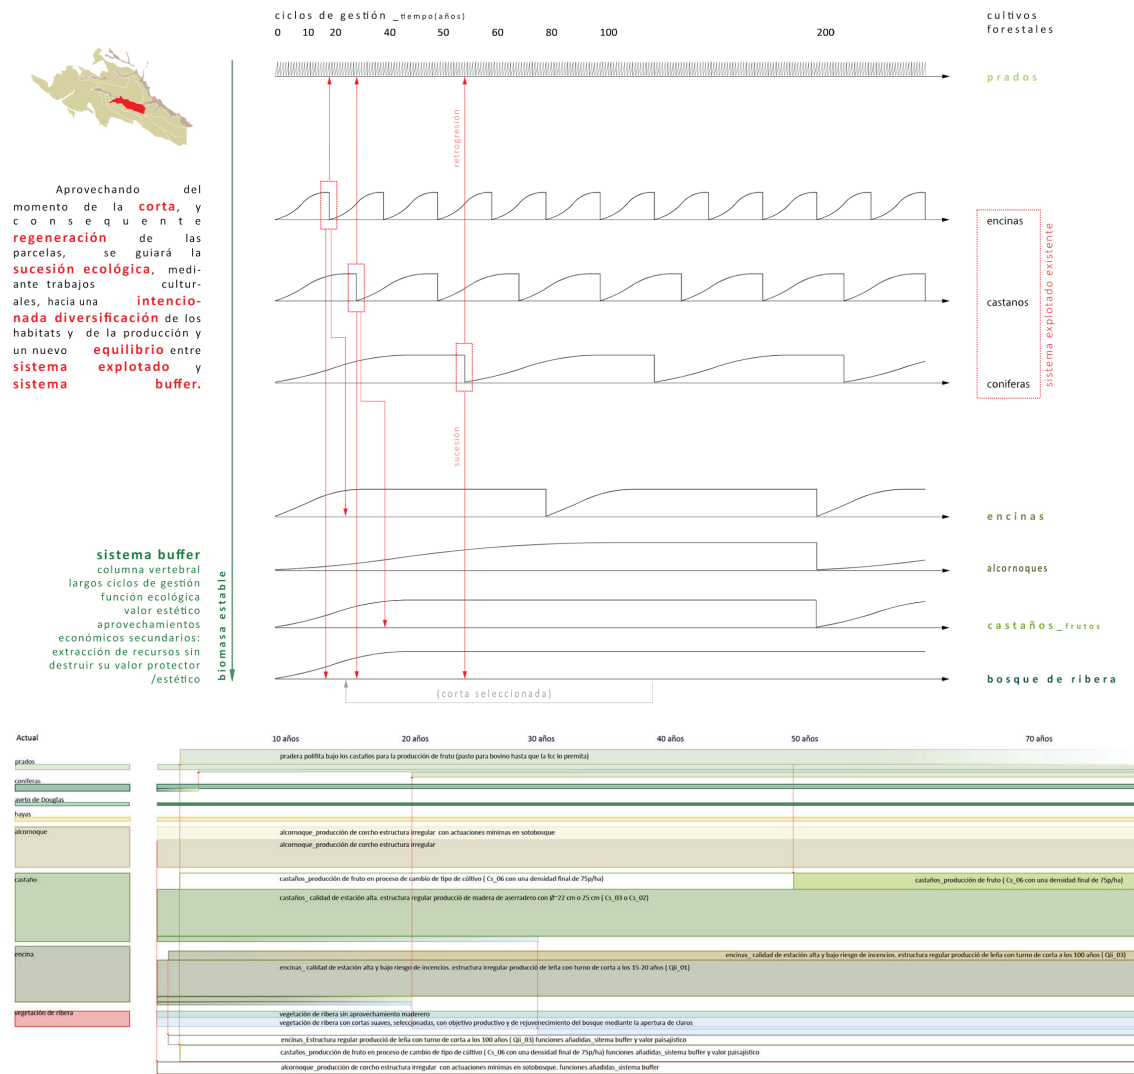 ciclos de gestión _tiempo(años)
0 10 20 40 50 60 80 100 200
cultivos
forestales
prados
retrogresión
Aprovechando del
momento de la corta, y
consequente
regeneración de las
parcelas, se guiará la
sucesión ecológica, medi-
ante trabajos cultur-
ales, hacia una intencio-
nada diversificación de los
habitats y de la producción y
un nuevo equilibrio entre
sistema explotado y
sistema buffer.
encinas
castanos
coniferas
sistema explotado existente
sucesión
encinas
alcornoques
castaños_frutos
bosque de ribera
sistema buffer
columna vertebral
largos ciclos de gestión
función ecológica
valor estético
aprovechamientos
económicos secundarios:
extracción de recursos sin
destruir su valor protector
/estético
biomasa estable
(corta seleccionada)
Actual 10 años 20 años 30 años 40 años 50 años 70 años
prados
pradera polífita bajo los castaños para la producción de fruto (pasto para bovino hasta que la fcc lo permita)
coníferas
aveto de Douglas
hayas
alcornoque
alcornoque_producción de corcho estructura irregular con actuaciones mínimas en sotobosque
alcornoque_producción de corcho estructura irregular
castaño
castaños_producción de fruto en proceso de cambio de tipo de cúltivo ( Cs_06 con una densidad final de 75p/ha)
castaños_producción de fruto ( Cs_06 con una densidad final de 75p/ha)
castaños_ calidad de estación alta. estructura regular producció de madera de aserradero con Ø~22 cm o 25 cm ( Cs_03 o Cs_02)
encina
encinas_ calidad de estación alta y bajo riesgo de incencios. estructura regular producció de leña con turno de corta a los 100 años ( Qii_03)
encinas_ calidad de estación alta y bajo riesgo de incencios. estructura irregular producció de leña con turno de corta a los 15-20 años ( Qii_01)
vegetación de ribera
vegetación de ribera sin aprovechamiento maderero
vegetación de ribera con cortas suaves, seleccionadas, con objetivo productivo y de rejuvenecimento del bosque mediante la apertura de claros
encinas_Estructura regular producció de leña con turno de corta a los 100 años ( Qii_03) funciones añadidas_sitema buffer y valor paisajístico
castaños_producción de fruto en proceso de cambio de tipo de cúltivo ( Cs_06 con una densidad final de 75p/ha) funciones añadidas_sistema buffer y valor paisajístico
alcornoque_producción de corcho estructura irregular con actuaciones mínimas en sotobosque. funciones añadidas_sistema buffer